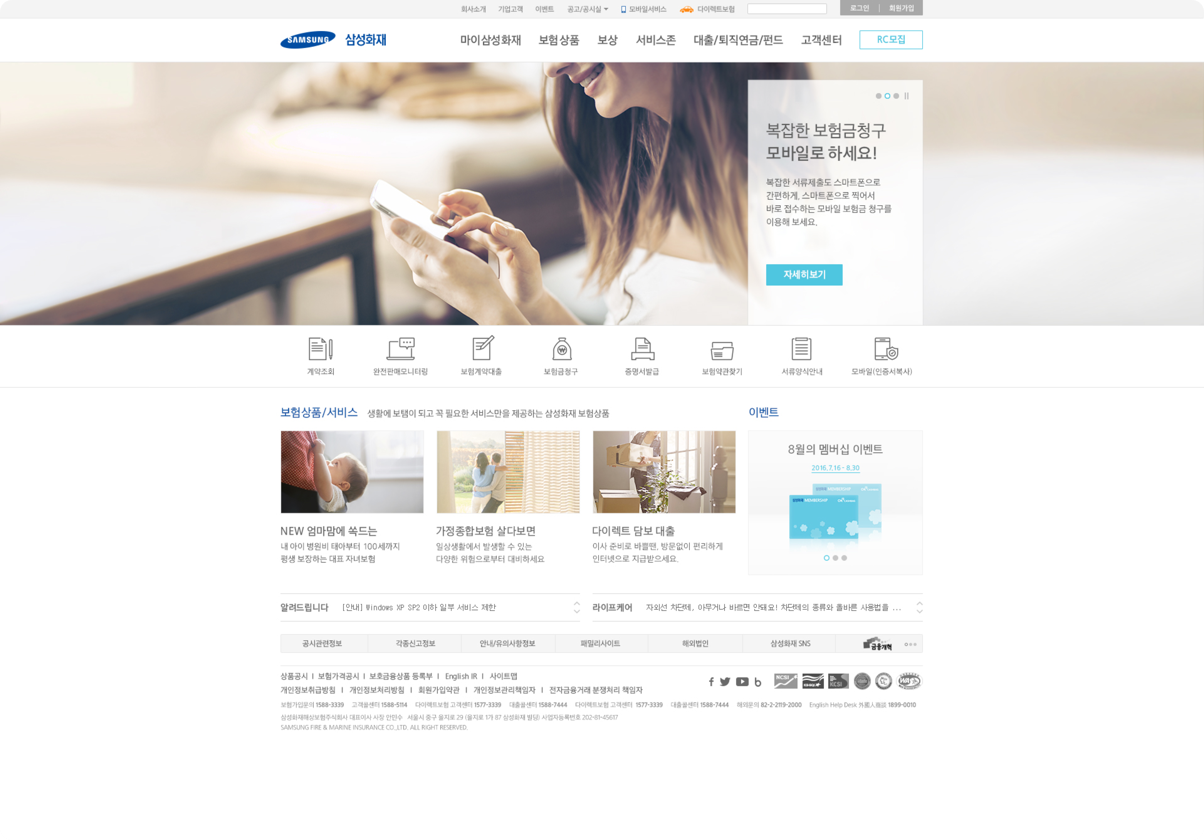 회사소개 기업고객 이벤트 공고/공시실 모바일서비스 다이렉트보험 로그인 회원가입
SAMSUNG 삼성화재 마이삼성화재 보험상품 보상 서비스존 대출/퇴직연금/펀드 고객센터 RC모집
복잡한 보험금청구
모바일로 하세요!
복잡한 서류제출도 스마트폰으로
간편하게, 스마트폰으로 찍어서
바로 접수하는 모바일 보험금 청구를
이용해 보세요.
자세히보기
계약조회 완전판매모니터링 보험계약대출 보험금청구 증명서발급 보험약관찾기 서류양식안내 모바일(인증서복사)
보험상품/서비스 생활에 보탬이 되고 꼭 필요한 서비스만을 제공하는 삼성화재 보험상품
NEW 엄마맘에 쏙드는
내 아이 병원비 태아부터 100세까지
평생 보장하는 대표 자녀보험
가정종합보험 살다보면
일상생활에서 발생할 수 있는
다양한 위험으로부터 대비하세요
다이렉트 담보 대출
이사 준비로 바쁠땐, 방문없이 편리하게
인터넷으로 지급받으세요.
이벤트
8월의 멤버십 이벤트
2016.7.16 ~ 8.30
알려드립니다 [안내] Windows XP SP2 이하 일부 서비스 제한
라이프케어 자외선 차단제, 아무거나 바르면 안돼요! 차단제의 종류와 올바른 사용법을 ...
공시관련정보 각종신고정보 안내/유의사항정보 패밀리사이트 해외법인 삼성화재 SNS 금융개혁
상품공시 | 보험가격공시 | 보호금융상품 등록부 | English IR | 사이트맵
개인정보취급방침 | 개인정보처리방침 | 회원가입약관 | 개인정보관리책임자 | 전자금융거래 분쟁처리 책임자
보험가입문의 1588-3339 고객콜센터 1588-5114 다이렉트보험 고객센터 1577-3339 대출콜센터 1588-7444 다이렉트보험 고객센터 1577-3339 대출콜센터 1588-7444 해외문의 82-2-2119-2000 English Help Desk 外國人商談 1899-0010
삼성화재해상보험주식회사 대표이사 사장 안민수 서울시 중구 을지로 29 (을지로 1가 87 삼성화재 빌딩) 사업자등록번호 202-81-45617
SAMSUNG FIRE & MARINE INSURANCE CO.,LTD. ALL RIGHT RESERVED.